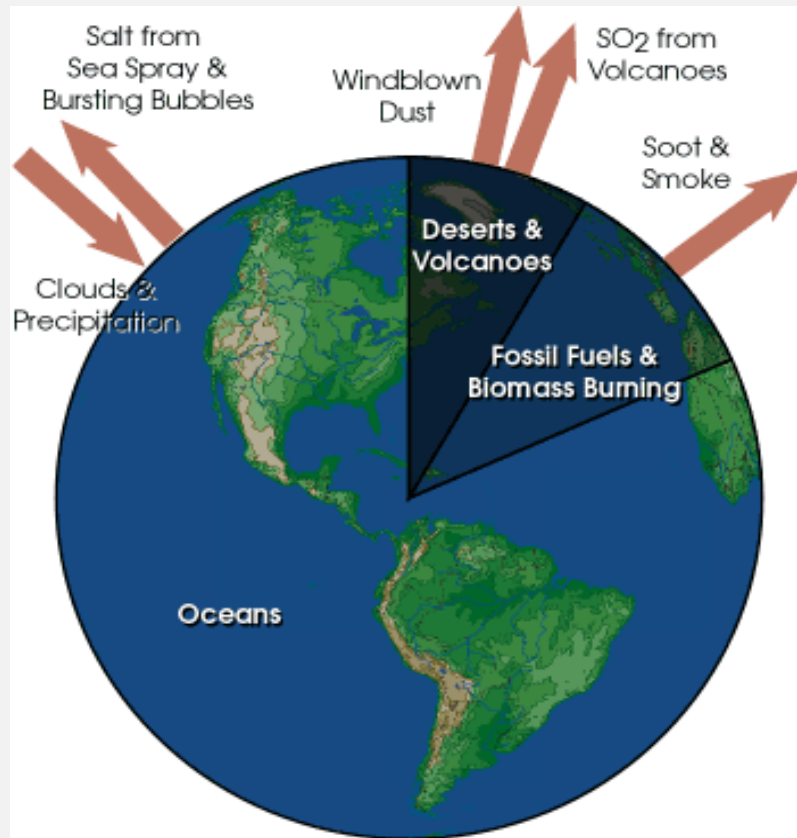 Salt from
Sea Spray &
Bursting Bubbles
Windblown
Dust
SO2 from
Volcanoes
Soot &
Smoke
Clouds &
Precipitation
Deserts &
Volcanoes
Fossil Fuels &
Biomass Burning
Oceans